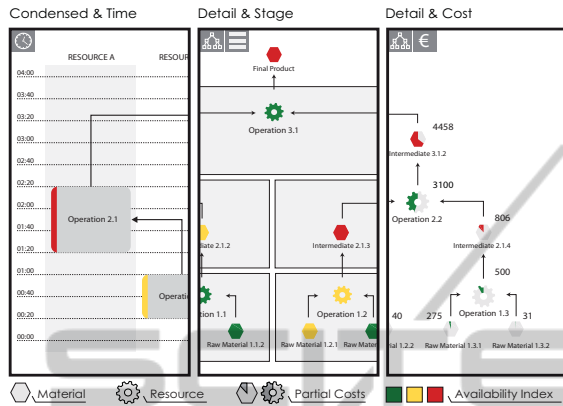 Condensed & Time
Detail & Stage
Detail & Cost
€
RESOURCE A
RESOUR
04:00
03:40
03:20
03:00
02:40
02:20
02:00
01:40
01:20
01:00
00:40
00:20
00:00
Operation 2.1
Operatio
Final Product
Operation 3.1
diate 2.1.2
Intermediate 2.1.3
n 1.1
Operation 1.2
Raw Material 1.1.2
Raw Material 1.2.1
Raw Mate
4458
Intermediate 3.1.2
3100
Operation 2.2
806
Intermediate 2.1.4
500
Operation 1.3
40
275
31
l 1.2.2
Raw Material 1.3.1
Raw Material 1.3.2
Material
Resource
Partial Costs
Availability Index
SCITE